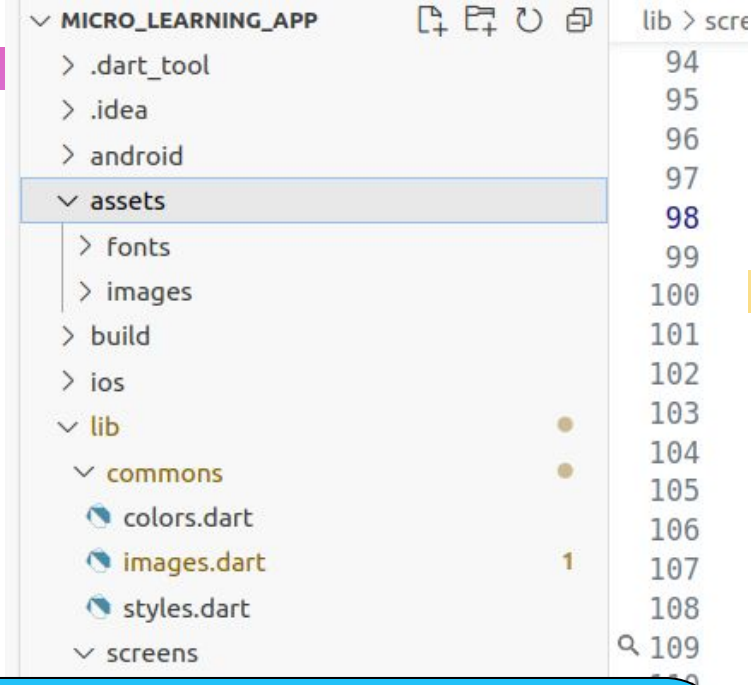 MICRO_LEARNING_APP
.dart_tool
.idea
android
assets
fonts
images
build
ios
lib
commons
colors.dart
images.dart 1
styles.dart
screens
lib > scre
94
95
96
97
98
99
100
101
102
103
104
105
106
107
108
109